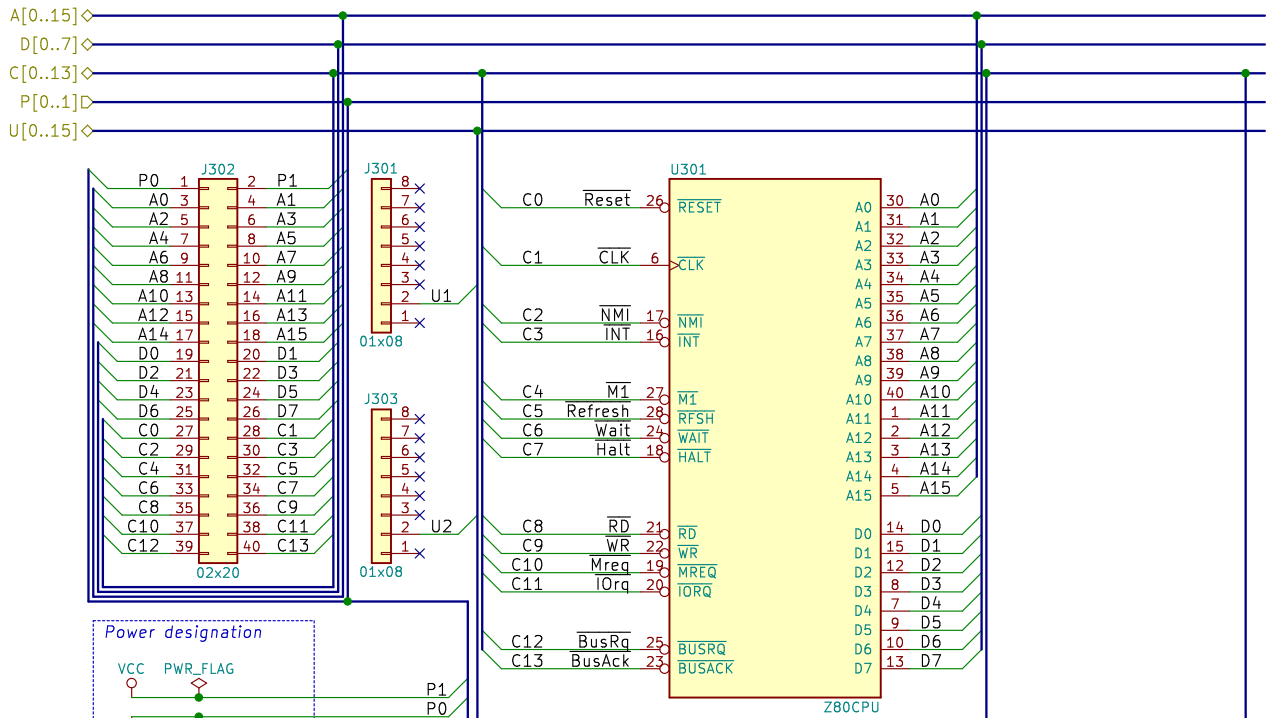 A[0..15]
D[0..7]
C[0..13]
P[0..1]
U[0..15]
J302
P0 1 2 P1
A0 3 4 A1
A2 5 6 A3
A4 7 8 A5
A6 9 10 A7
A8 11 12 A9
A10 13 14 A11
A12 15 16 A13
A14 17 18 A15
D0 19 20 D1
D2 21 22 D3
D4 23 24 D5
D6 25 26 D7
C0 27 28 C1
C2 29 30 C3
C4 31 32 C5
C6 33 34 C7
C8 35 36 C9
C10 37 38 C11
C12 39 40 C13
02x20
J301
8
7
6
5
4
3
2 U1
1
01x08
J303
8
7
6
5
4
3
2 U2
1
01x08
U301
C0 Reset 26 RESET
C1 CLK 6 CLK
C2 NMI 17 NMI
C3 INT 16 INT
C4 M1 27 M1
C5 Refresh 28 RFSH
C6 Wait 24 WAIT
C7 Halt 18 HALT
C8 RD 21 RD
C9 WR 22 WR
C10 Mreq 19 MREQ
C11 IOrq 20 IORQ
C12 BusRq 25 BUSRQ
C13 BusAck 23 BUSACK
A0 30 A0
A1 31 A1
A2 32 A2
A3 33 A3
A4 34 A4
A5 35 A5
A6 36 A6
A7 37 A7
A8 38 A8
A9 39 A9
A10 40 A10
A11 1 A11
A12 2 A12
A13 3 A13
A14 4 A14
A15 5 A15
D0 14 D0
D1 15 D1
D2 12 D2
D3 8 D3
D4 7 D4
D5 9 D5
D6 10 D6
D7 13 D7
Z80CPU
Power designation
VCC PWR_FLAG
P1
P0